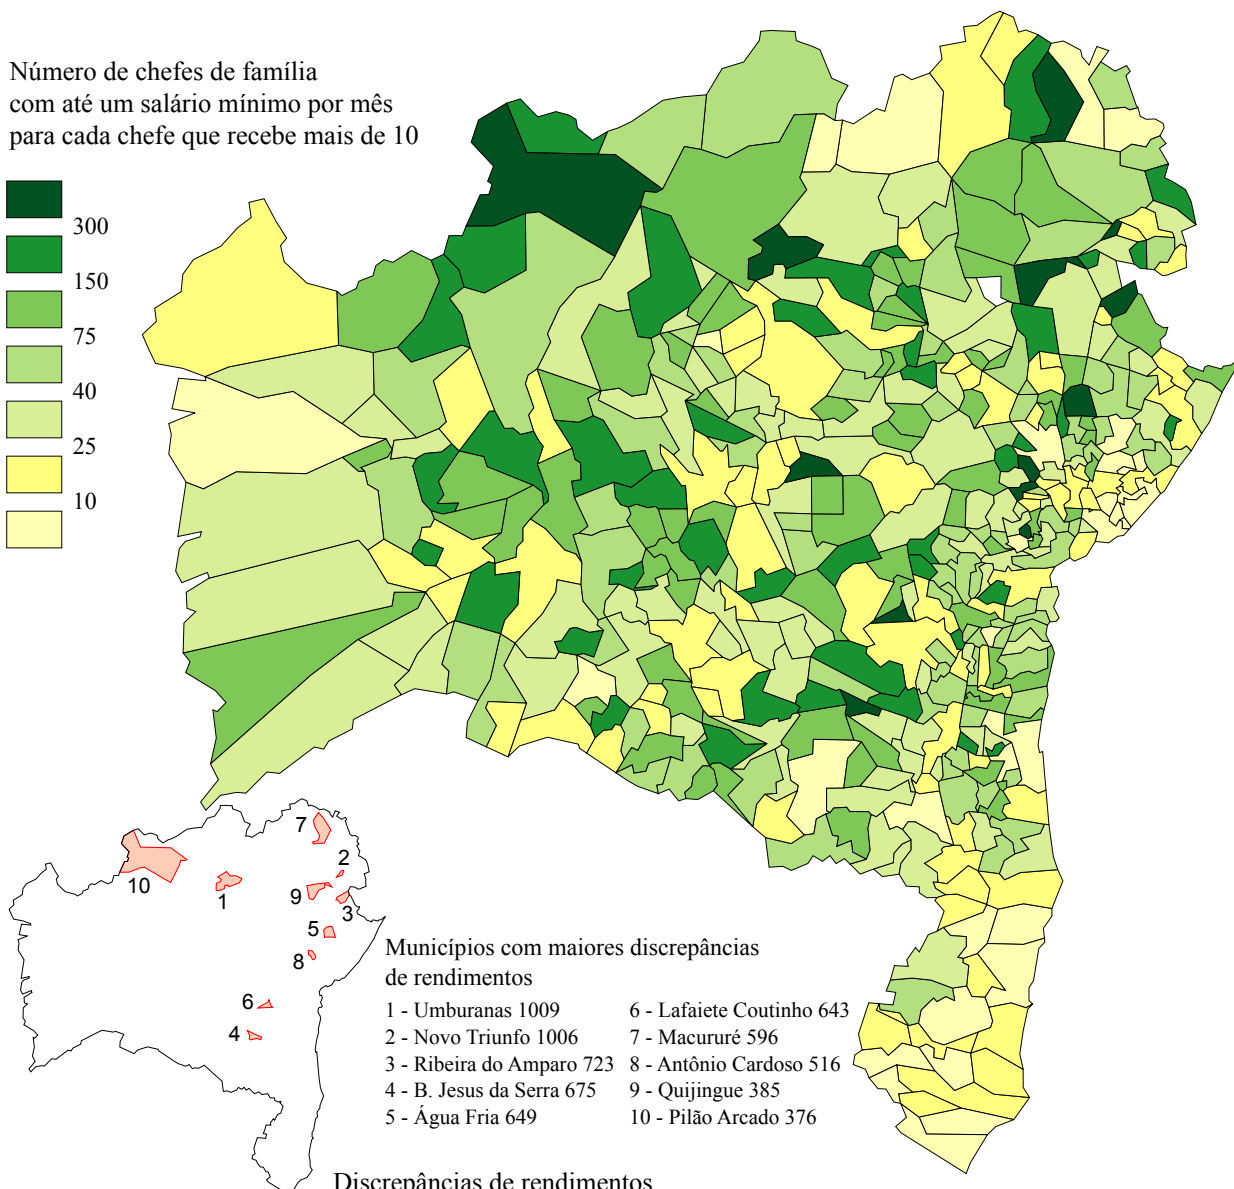 Número de chefes de família
com até um salário mínimo por mês
para cada chefe que recebe mais de 10
300
150
75
40
25
10
7
2
10
1
9
3
5
8
6
4
Municípios com maiores discrepâncias
de rendimentos
1 - Umburanas 1009
2 - Novo Triunfo 1006
3 - Ribeira do Amparo 723
4 - B. Jesus da Serra 675
5 - Água Fria 649
6 - Lafaiete Coutinho 643
7 - Macururé 596
8 - Antônio Cardoso 516
9 - Quijingue 385
10 - Pilão Arcado 376
Discrepâncias de rendimentos